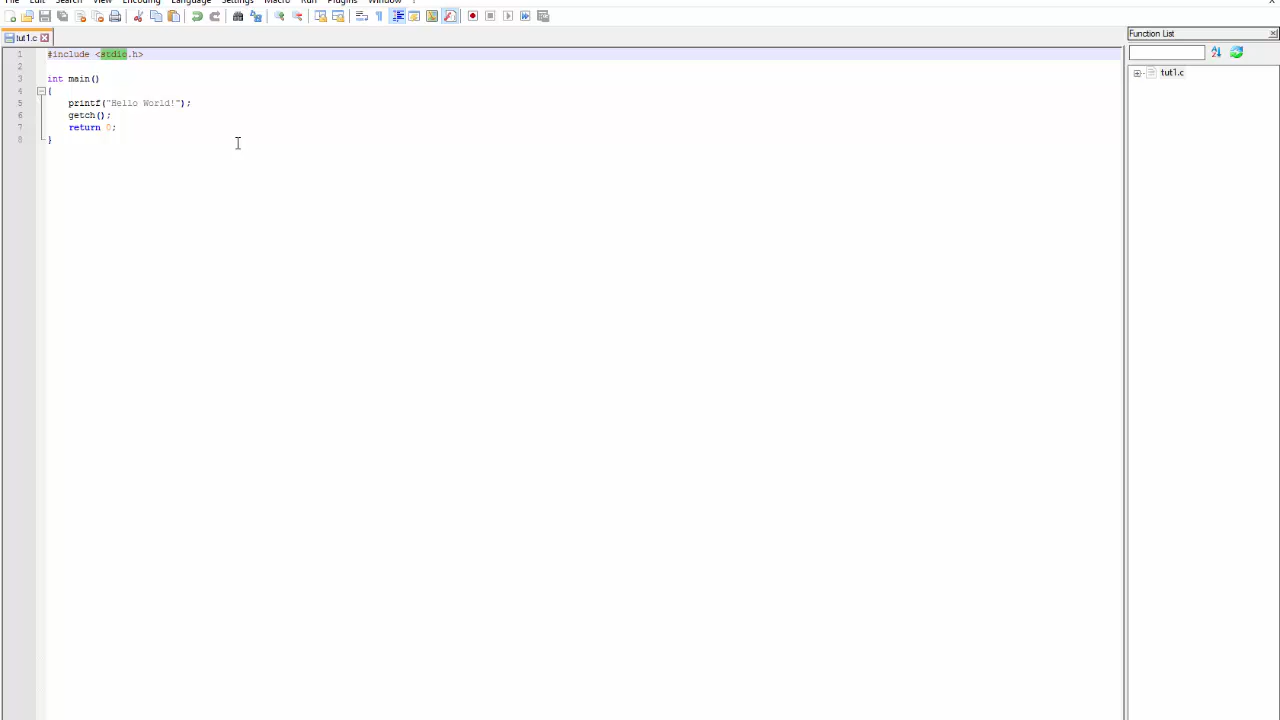 File Edit Search View Encoding Language Settings Macro Run Plugins Window ?
tut1.c
Function List
tut1.c
1 #include <stdio.h>
2
3 int main()
4 {
5 printf("Hello World!");
6 getch();
7 return 0;
8 }